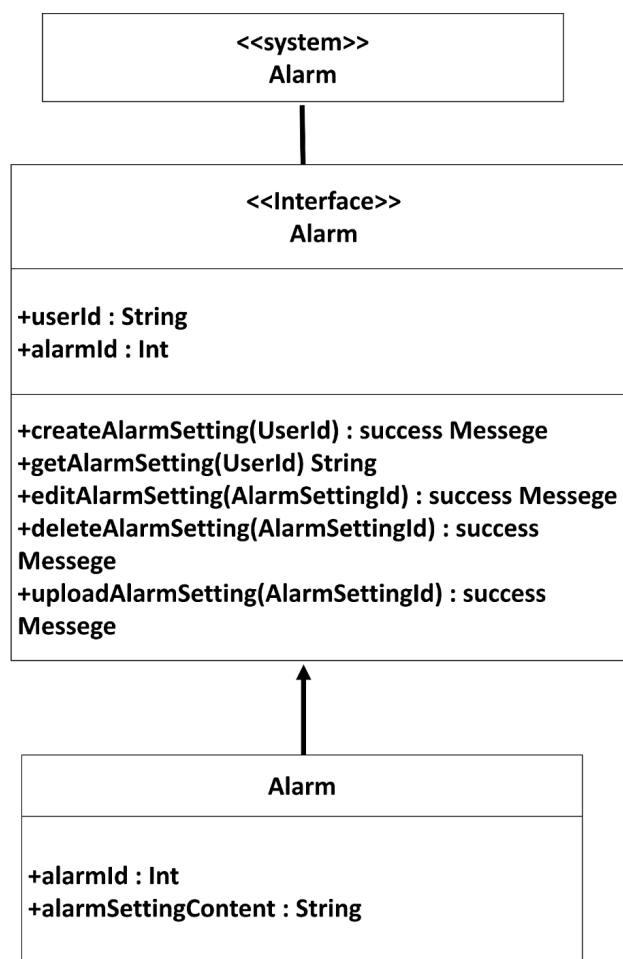 <<system>>
Alarm
<<Interface>>
Alarm
+userId : String
+alarmId : Int
+createAlarmSetting(UserId) : success Messege
+getAlarmSetting(UserId) String
+editAlarmSetting(AlarmSettingId) : success Messege
+deleteAlarmSetting(AlarmSettingId) : success
Messege
+uploadAlarmSetting(AlarmSettingId) : success
Messege
Alarm
+alarmId : Int
+alarmSettingContent : String